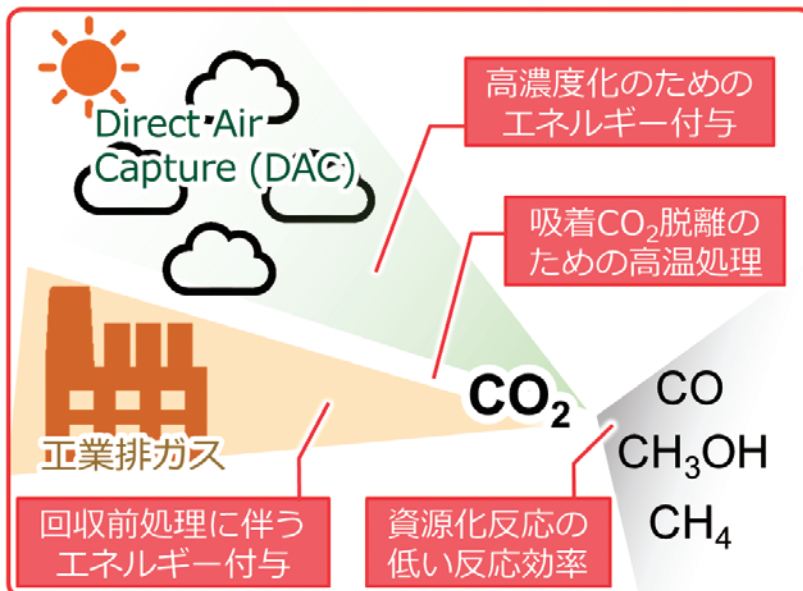 高濃度化のための
エネルギー付与
Direct Air
Capture (DAC)
吸着CO₂脱離の
ための高温処理
CO₂
CO
CH₃OH
CH₄
工業排ガス
回収前処理に伴う
エネルギー付与
資源化反応の
低い反応効率